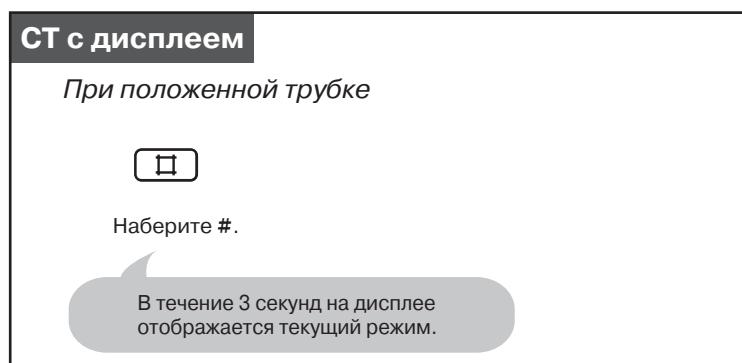 СТ с дисплеем
При положенной трубке
#
Наберите #.
В течение 3 секунд на дисплее
отображается текущий режим.